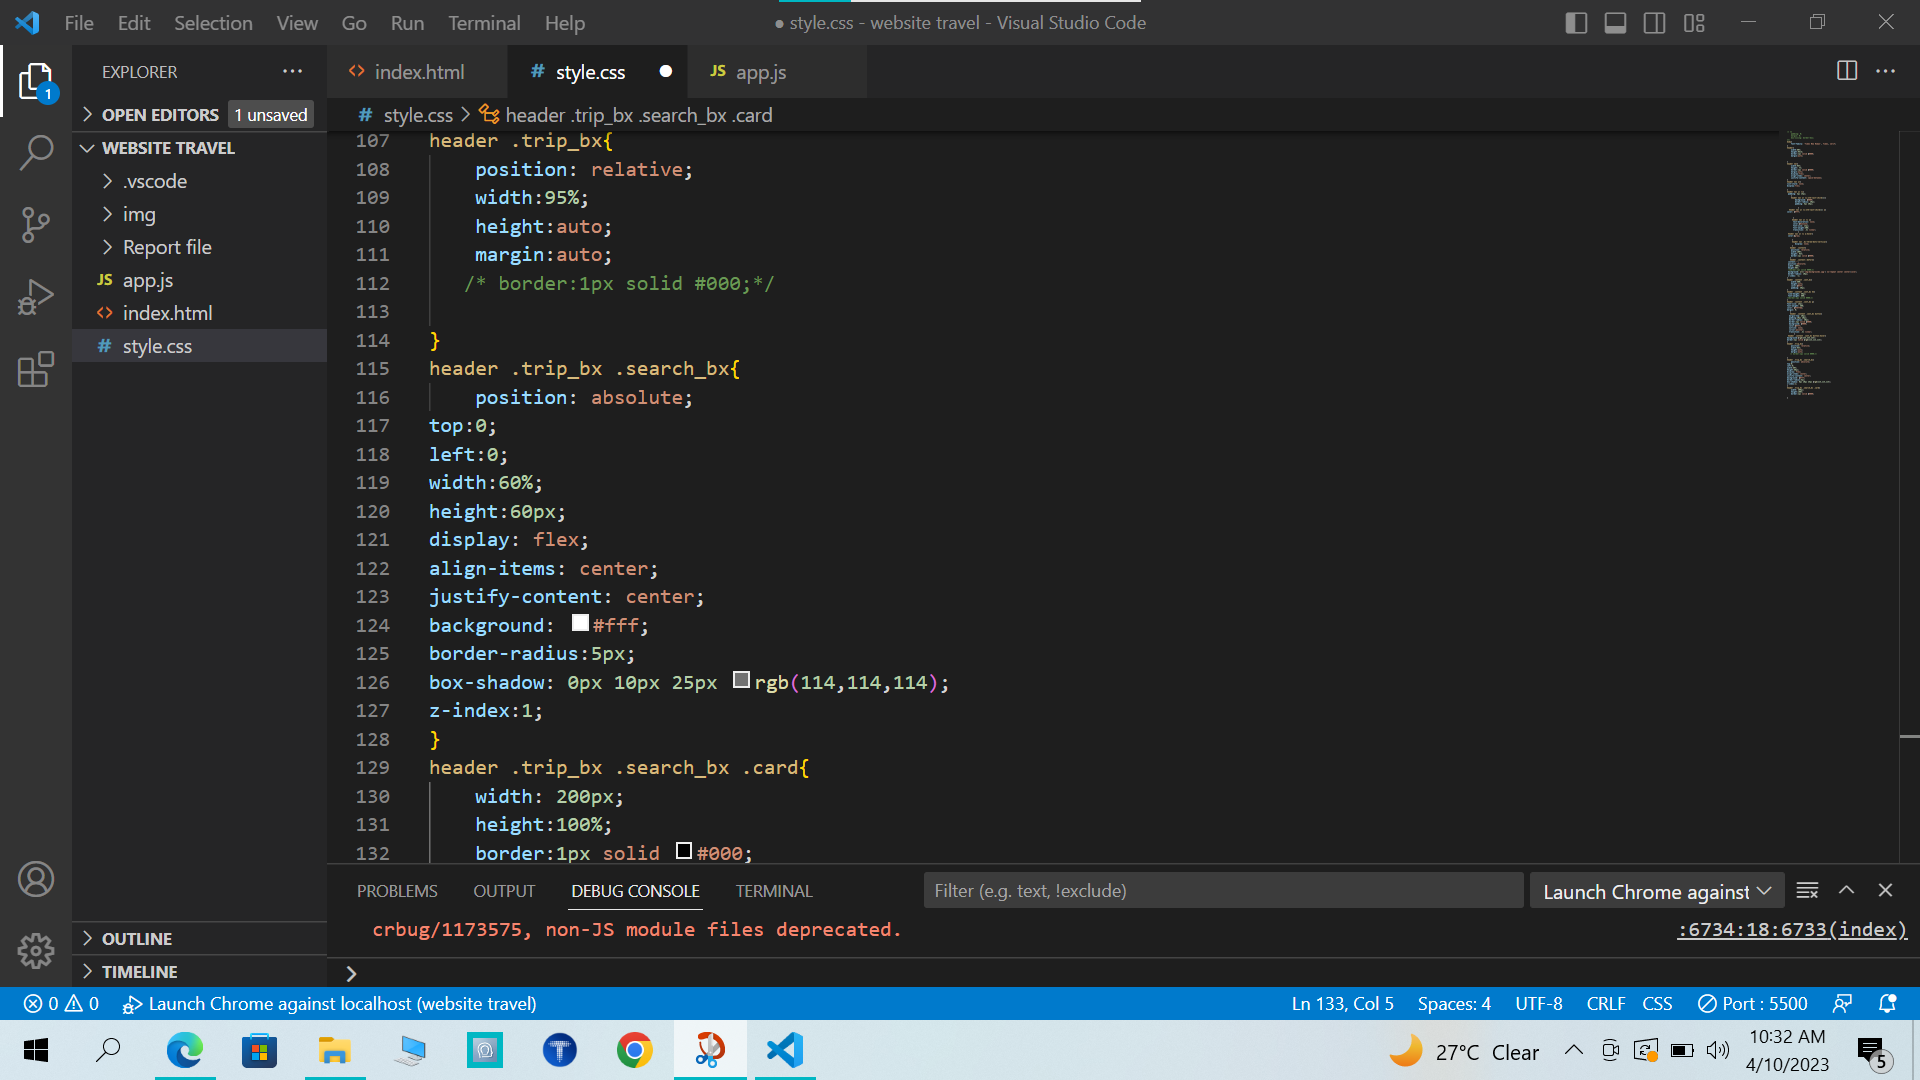 File Edit Selection View Go Run Terminal Help
● style.css - website travel - Visual Studio Code
EXPLORER
index.html
# style.css
JS app.js
1
OPEN EDITORS 1 unsaved
# style.css > header .trip_bx .search_bx .card
WEBSITE TRAVEL
.vscode
img
Report file
JS app.js
<> index.html
# style.css
107 header .trip_bx{
108 position: relative;
109 width:95%;
110 height:auto;
111 margin:auto;
112 /* border:1px solid #000;*/
113
114 }
115 header .trip_bx .search_bx{
116 position: absolute;
117 top:0;
118 left:0;
119 width:60%;
120 height:60px;
121 display: flex;
122 align-items: center;
123 justify-content: center;
124 background: #fff;
125 border-radius:5px;
126 box-shadow: 0px 10px 25px rgb(114,114,114);
127 z-index:1;
128 }
129 header .trip_bx .search_bx .card{
130 width: 200px;
131 height:100%;
132 border:1px solid #000;
PROBLEMS OUTPUT DEBUG CONSOLE TERMINAL
Filter (e.g. text, !exclude)
Launch Chrome against
crbug/1173575, non-JS module files deprecated.
:6734:18:6733(index)
OUTLINE
TIMELINE
0 0 Launch Chrome against localhost (website travel)
Ln 133, Col 5 Spaces: 4 UTF-8 CRLF CSS Port : 5500
T
27°C Clear
10:32 AM
4/10/2023
5